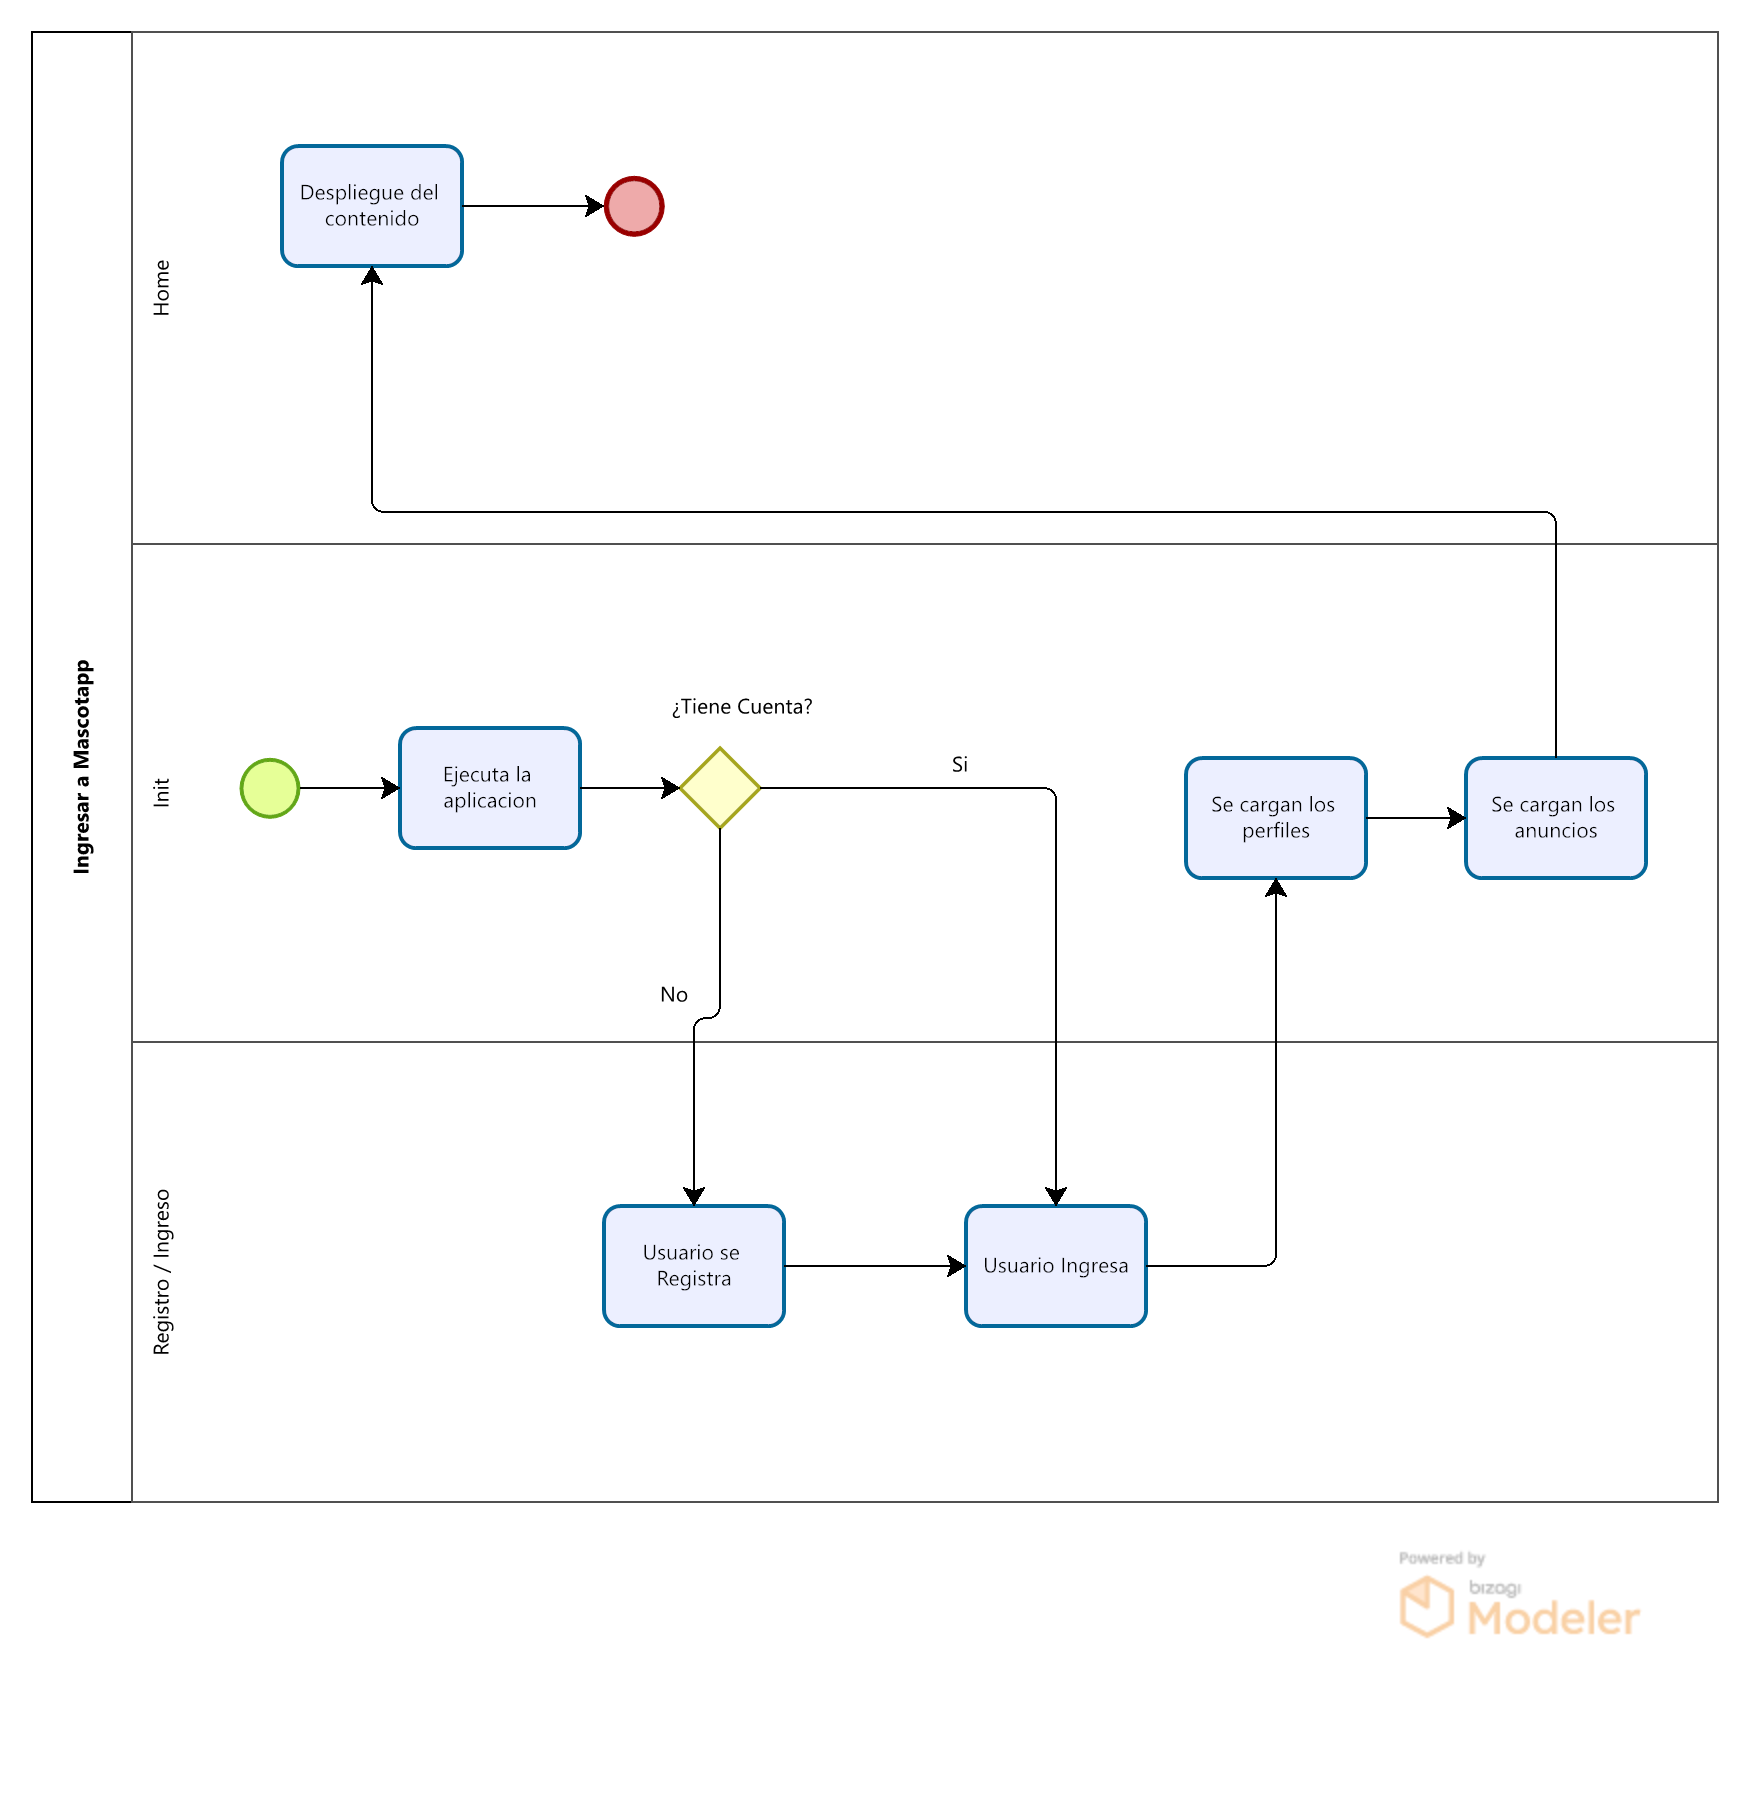 Ingresar a Mascotapp
Home
Despliegue del
contenido
Init
Ejecuta la
aplicacion
¿Tiene Cuenta?
Si
No
Se cargan los
perfiles
Se cargan los
anuncios
Registro / Ingreso
Usuario se
Registra
Usuario Ingresa
Powered by
bizagi
Modeler